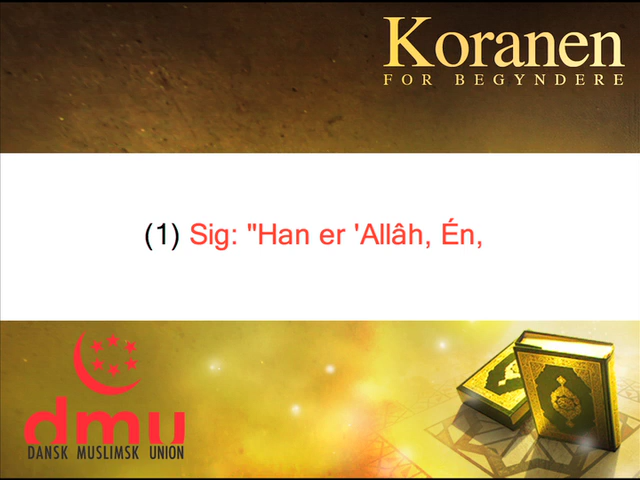 Koranen
FOR BEGYNDERE
(1) Sig: "Han er 'Allâh, Én,
dmu
DANSK MUSLIMSK UNION